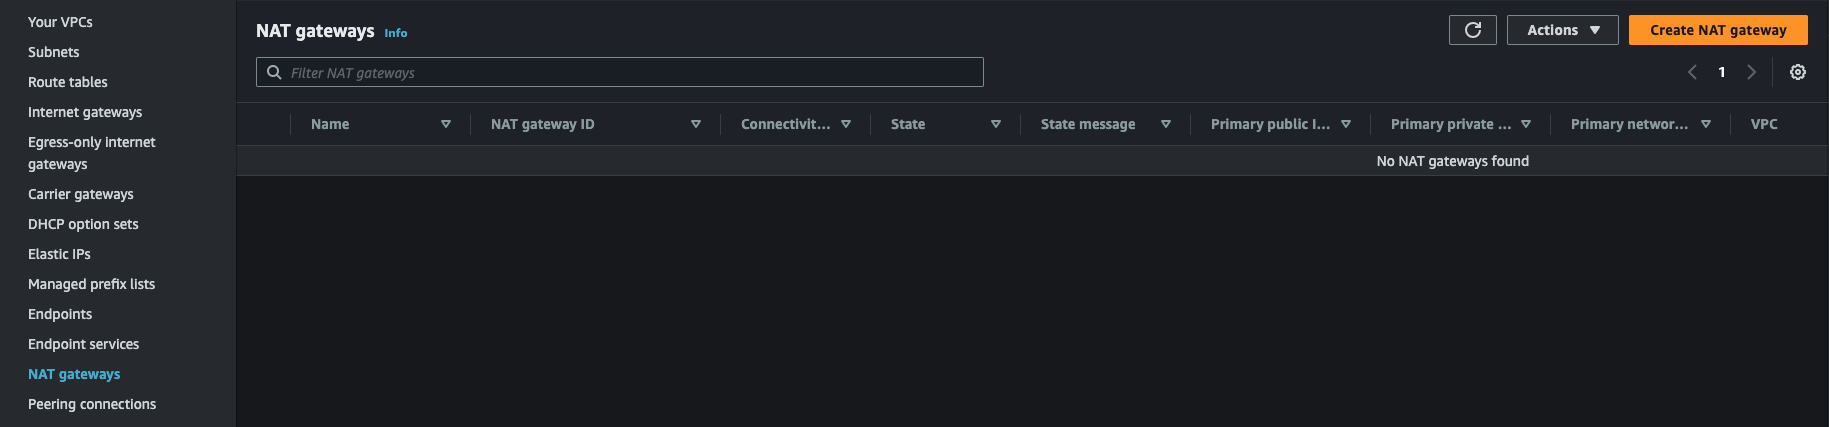 Your VPCs
Subnets
Route tables
Internet gateways
Egress-only internet
gateways
Carrier gateways
DHCP option sets
Elastic IPs
Managed prefix lists
Endpoints
Endpoint services
NAT gateways
Peering connections
NAT gateways Info
Actions
Create NAT gateway
Filter NAT gateways
1
Name NAT gateway ID Connectivit... State State message Primary public I... Primary private ... Primary networ... VPC
No NAT gateways found